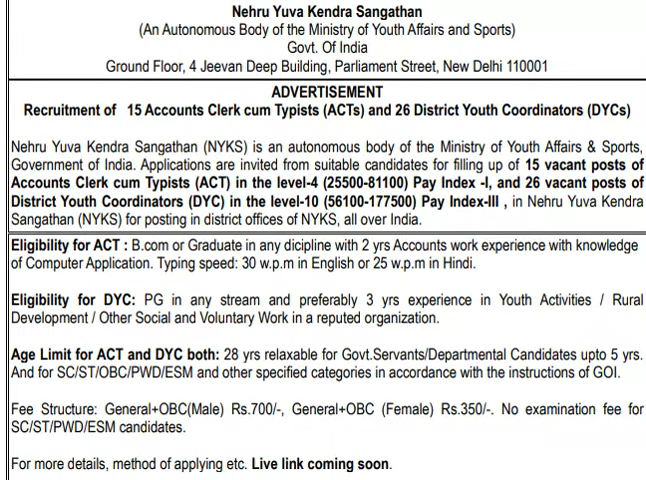 Nehru Yuva Kendra Sangathan
(An Autonomous Body of the Ministry of Youth Affairs and Sports)
Govt. Of India
Ground Floor, 4 Jeevan Deep Building, Parliament Street, New Delhi 110001
ADVERTISEMENT
Recruitment of 15 Accounts Clerk cum Typists (ACTs) and 26 District Youth Coordinators (DYCs)
Nehru Yuva Kendra Sangathan (NYKS) is an autonomous body of the Ministry of Youth Affairs & Sports,
Government of India. Applications are invited from suitable candidates for filling up of 15 vacant posts of
Accounts Clerk cum Typists (ACT) in the level-4 (25500-81100) Pay Index -I, and 26 vacant posts of
District Youth Coordinators (DYC) in the level-10 (56100-177500) Pay Index-III , in Nehru Yuva Kendra
Sangathan (NYKS) for posting in district offices of NYKS, all over India.
Eligibility for ACT : B.com or Graduate in any dicipline with 2 yrs Accounts work experience with knowledge
of Computer Application. Typing speed: 30 w.p.m in English or 25 w.p.m in Hindi.
Eligibility for DYC: PG in any stream and preferably 3 yrs experience in Youth Activities / Rural
Development / Other Social and Voluntary Work in a reputed organization.
Age Limit for ACT and DYC both: 28 yrs relaxable for Govt.Servants/Departmental Candidates upto 5 yrs.
And for SC/ST/OBC/PWD/ESM and other specified categories in accordance with the instructions of GOI.
Fee Structure: General+OBC(Male) Rs.700/-, General+OBC (Female) Rs.350/-. No examination fee for
SC/ST/PWD/ESM candidates.
For more details, method of applying etc. Live link coming soon.